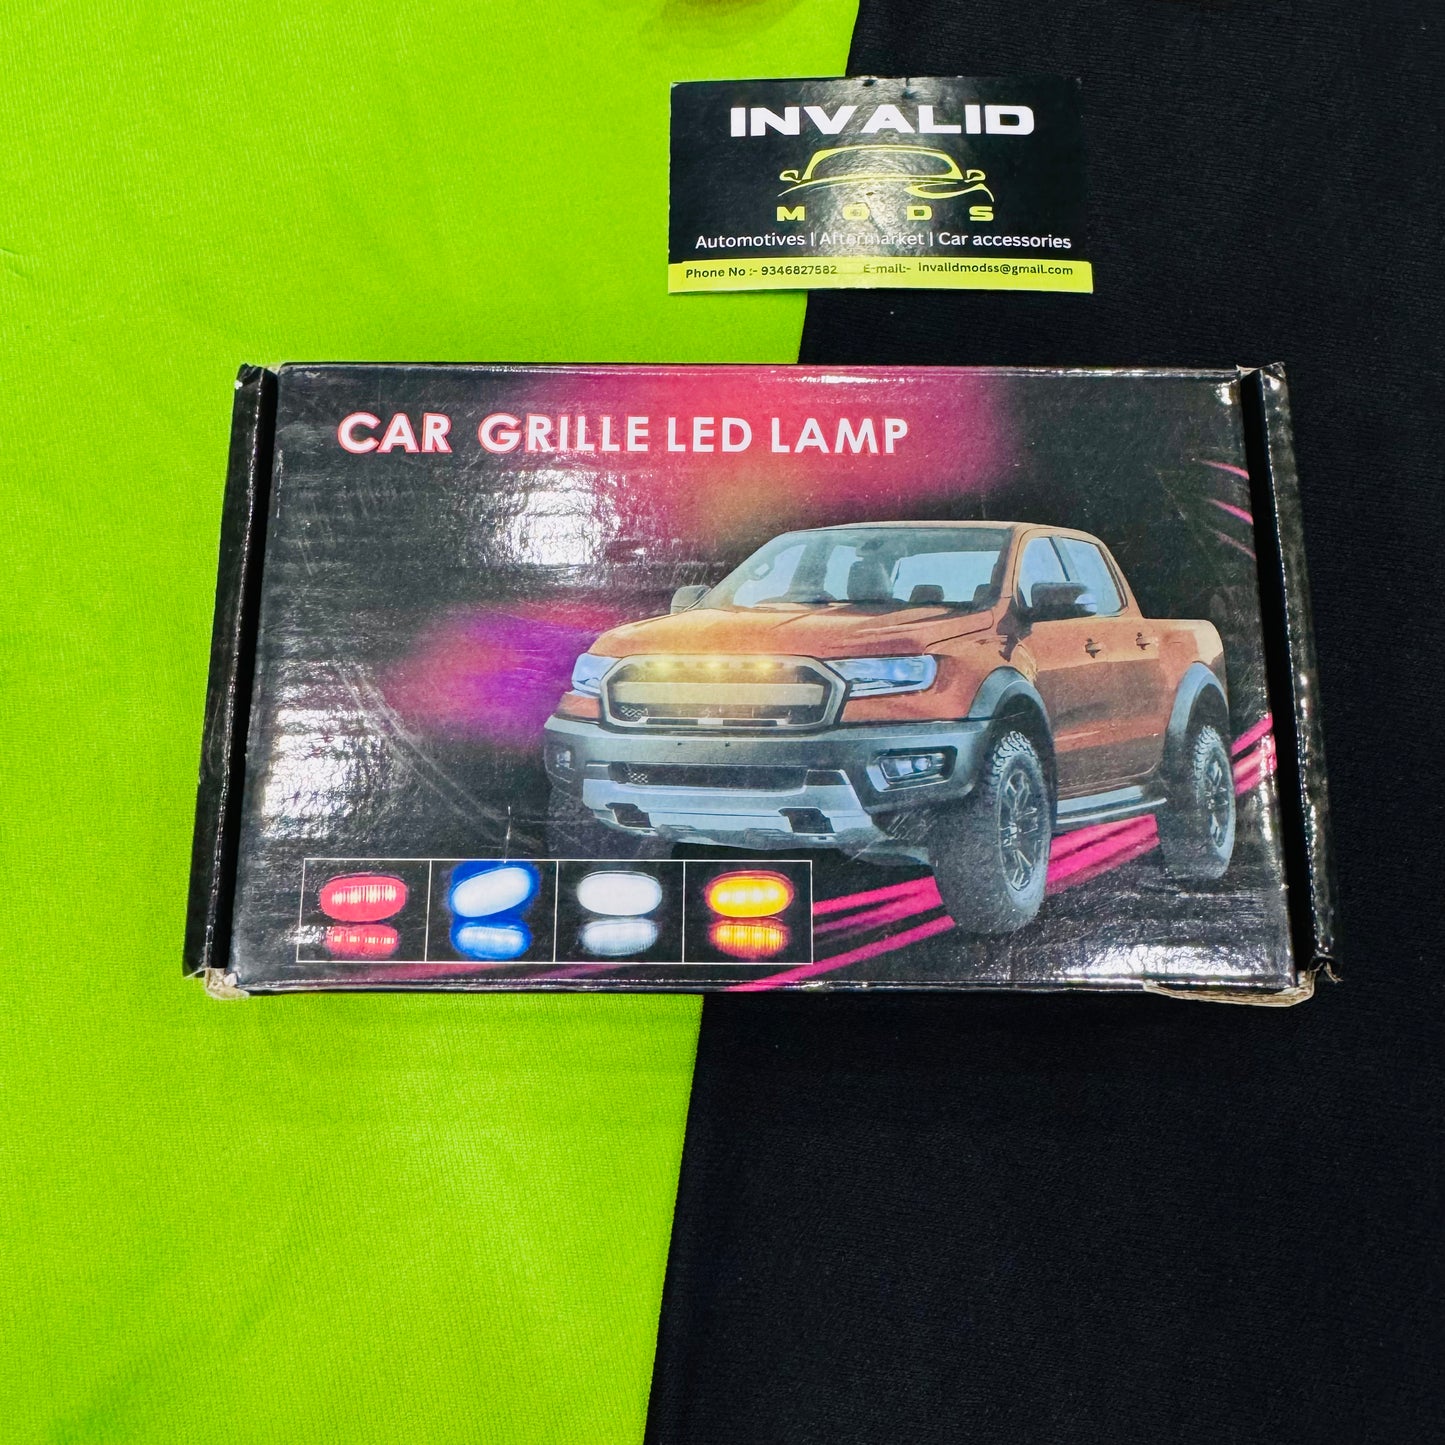 INVALID
MODS
Automotives | Aftermarket | Car accessories
Phone No :- 9346827582 E-mail:- invalidmodss@gmail.com
CAR GRILLE LED LAMP